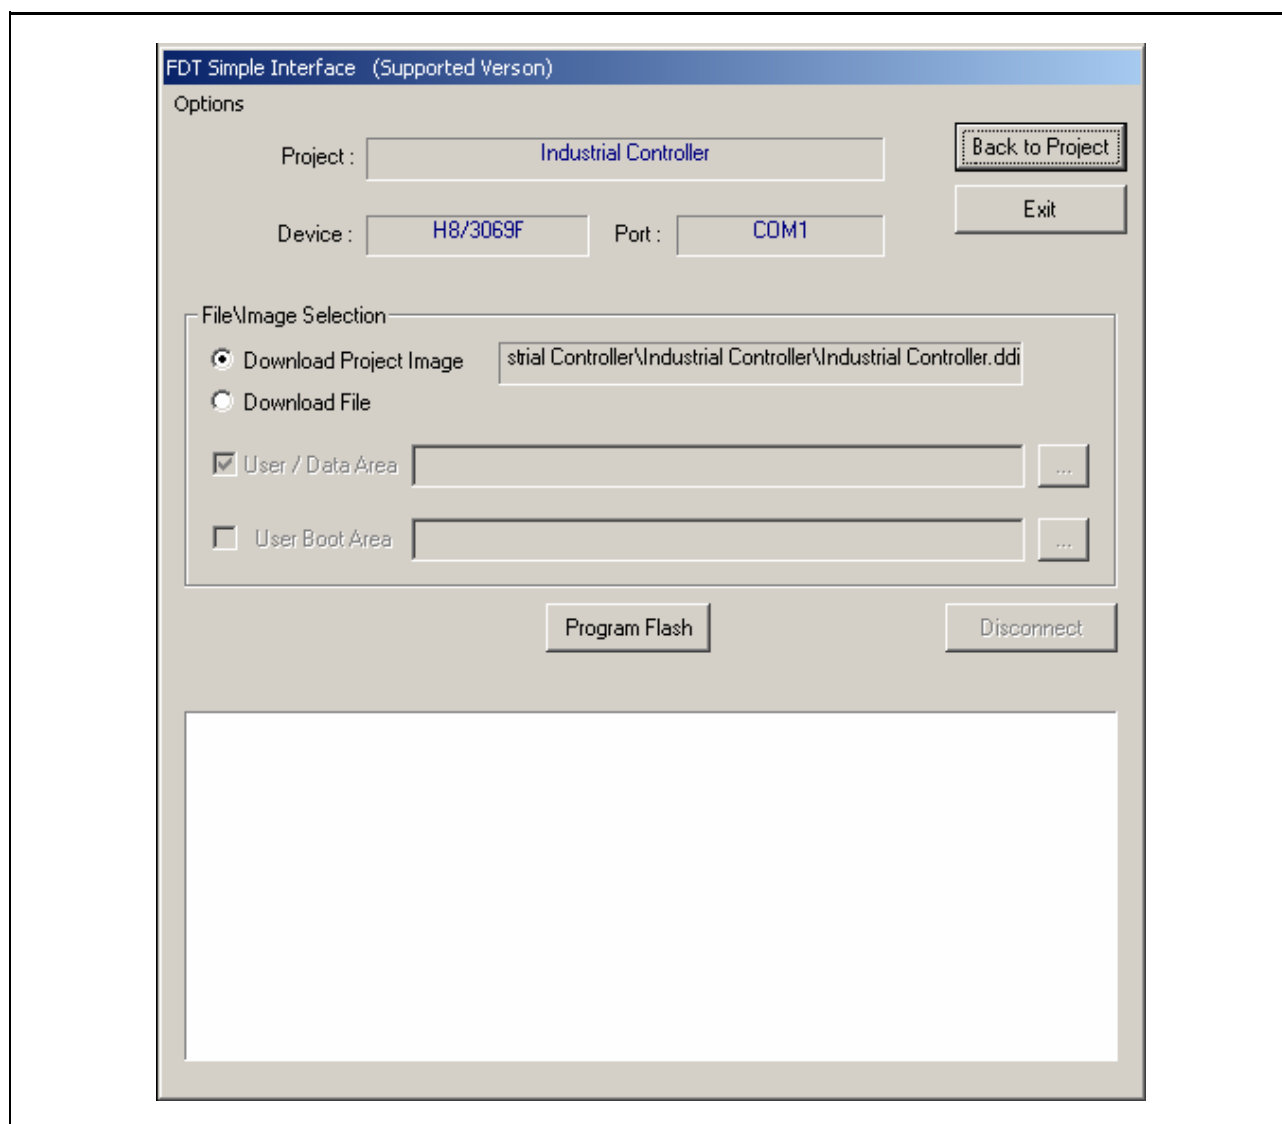 FDT Simple Interface (Supported Verson)
Options
Project : Industrial Controller
Back to Project
Exit
Device : H8/3069F Port : COM1
File\Image Selection
Download Project Image strial Controller\Industrial Controller\Industrial Controller.ddi
Download File
User / Data Area ...
User Boot Area ...
Program Flash Disconnect